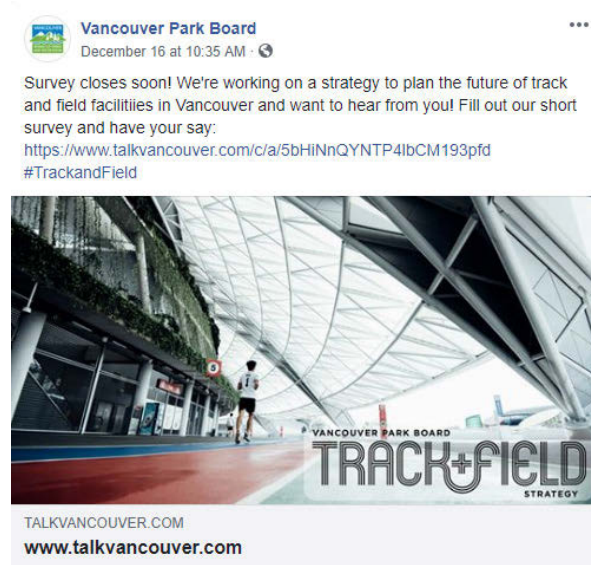 Vancouver Park Board
December 16 at 10:35 AM ·
Survey closes soon! We're working on a strategy to plan the future of track
and field facilitiies in Vancouver and want to hear from you! Fill out our short
survey and have your say:
https://www.talkvancouver.com/c/a/5bHiNnQYNTP4lbCM193pfd
#TrackandField
5
VANCOUVER PARK BOARD
TRACK+FIELD
STRATEGY
TALKVANCOUVER.COM
www.talkvancouver.com